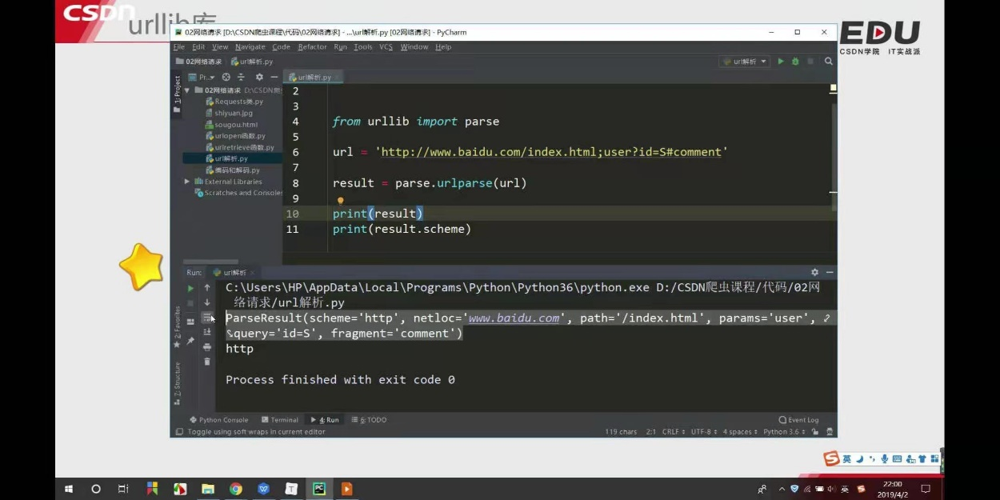 CSDN
urllib库
EDU
CSDN学院 IT实战派
02网络请求 [D:\CSDN爬虫课程\代码\02网络请求] - ...\url解析.py [02网络请求] - PyCharm
File Edit View Navigate Code Refactor Run Tools VCS Window Help
02网络请求 url解析.py
url解析
1: Project
Pr..
url解析.py
02网络请求 D:\CSDN爬
Requests类.py
shiyuan.jpg
sougou.html
urlopen函数.py
urlretrieve函数.py
url解析.py
编码和解码.py
External Libraries
Scratches and Consoles
2
3
4 from urllib import parse
5
6 url = 'http://www.baidu.com/index.html;user?id=S#comment'
7
8 result = parse.urlparse(url)
9
10 print(result)
11 print(result.scheme)
Run: url解析
C:\Users\HP\AppData\Local\Programs\Python\Python36\python.exe D:/CSDN爬虫课程/代码/02网
络请求/url解析.py
ParseResult(scheme='http', netloc='www.baidu.com', path='/index.html', params='user',
query='id=S', fragment='comment')
http
Process finished with exit code 0
2: Favorites
7: Structure
Python Console Terminal 4: Run 6: TODO Event Log
Toggle using soft wraps in current editor 119 chars 2:1 CRLF UTF-8 4 spaces Python 3.6
英
英
22:00
2019/4/2